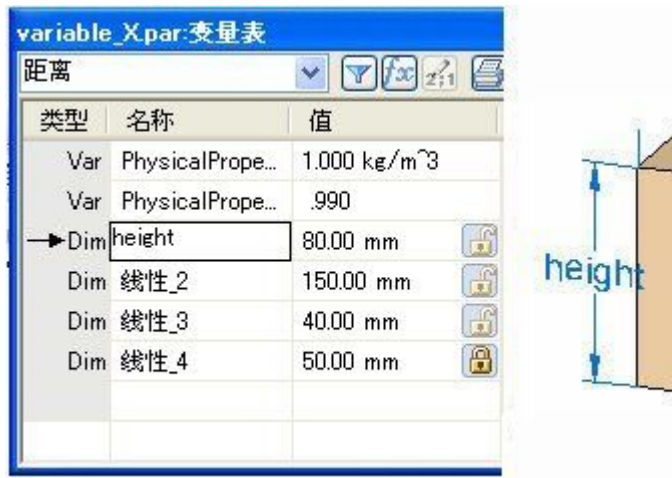 variable_X.par:变量表
距离
类型 名称 值
Var PhysicalPrope... 1.000 kg/m^3
Var PhysicalPrope... .990
Dim height 80.00 mm
Dim 线性_2 150.00 mm
Dim 线性_3 40.00 mm
Dim 线性_4 50.00 mm
height